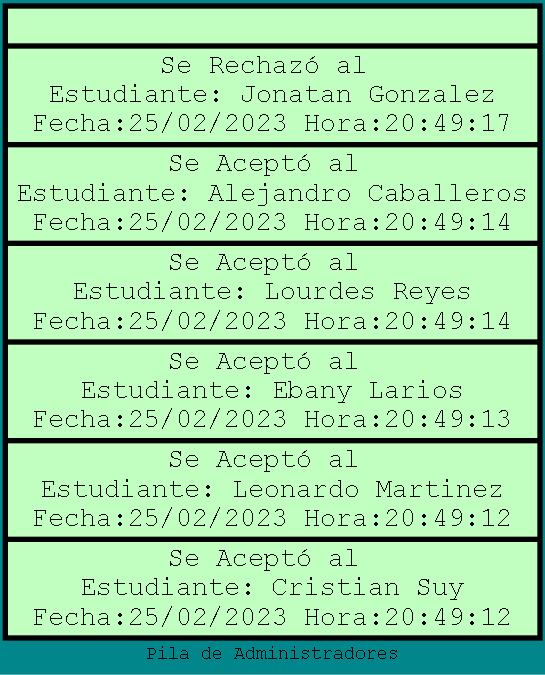 Se Rechazó al
Estudiante: Jonatan Gonzalez
Fecha:25/02/2023 Hora:20:49:17
Se Aceptó al
Estudiante: Alejandro Caballeros
Fecha:25/02/2023 Hora:20:49:14
Se Aceptó al
Estudiante: Lourdes Reyes
Fecha:25/02/2023 Hora:20:49:14
Se Aceptó al
Estudiante: Ebany Larios
Fecha:25/02/2023 Hora:20:49:13
Se Aceptó al
Estudiante: Leonardo Martinez
Fecha:25/02/2023 Hora:20:49:12
Se Aceptó al
Estudiante: Cristian Suy
Fecha:25/02/2023 Hora:20:49:12
Pila de Administradores